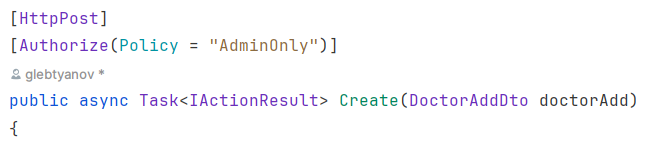 [HttpPost]
[Authorize(Policy = "AdminOnly")]
glebtyanov *
public async Task<IActionResult> Create(DoctorAddDto doctorAdd)
{